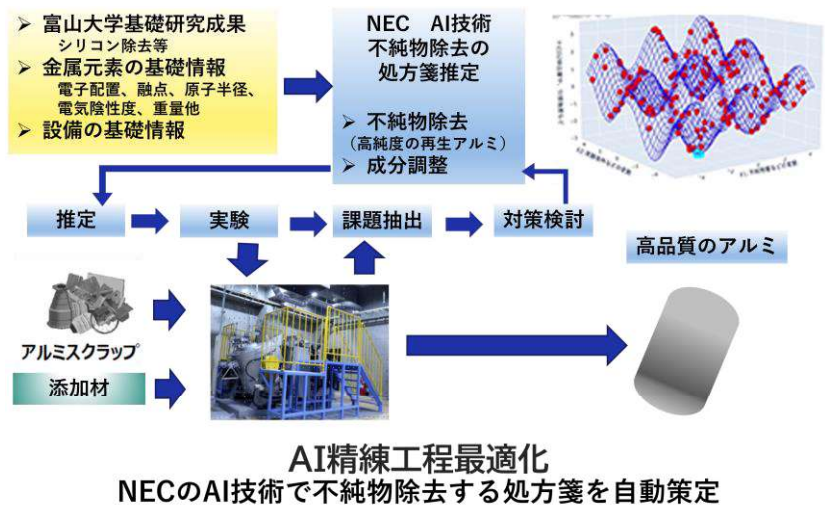 ➢ 富山大学基礎研究成果
シリコン除去等
➢ 金属元素の基礎情報
電子配置、融点、原子半径、
電気陰性度、重量他
➢ 設備の基礎情報
NEC AI技術
不純物除去の
処方箋推定
➢ 不純物除去
（高純度の再生アルミ）
➢ 成分調整
推定
実験
課題抽出
対策検討
高品質のアルミ
アルミスクラップ
添加材
AI精練工程最適化
NECのAI技術で不純物除去する処方箋を自動策定